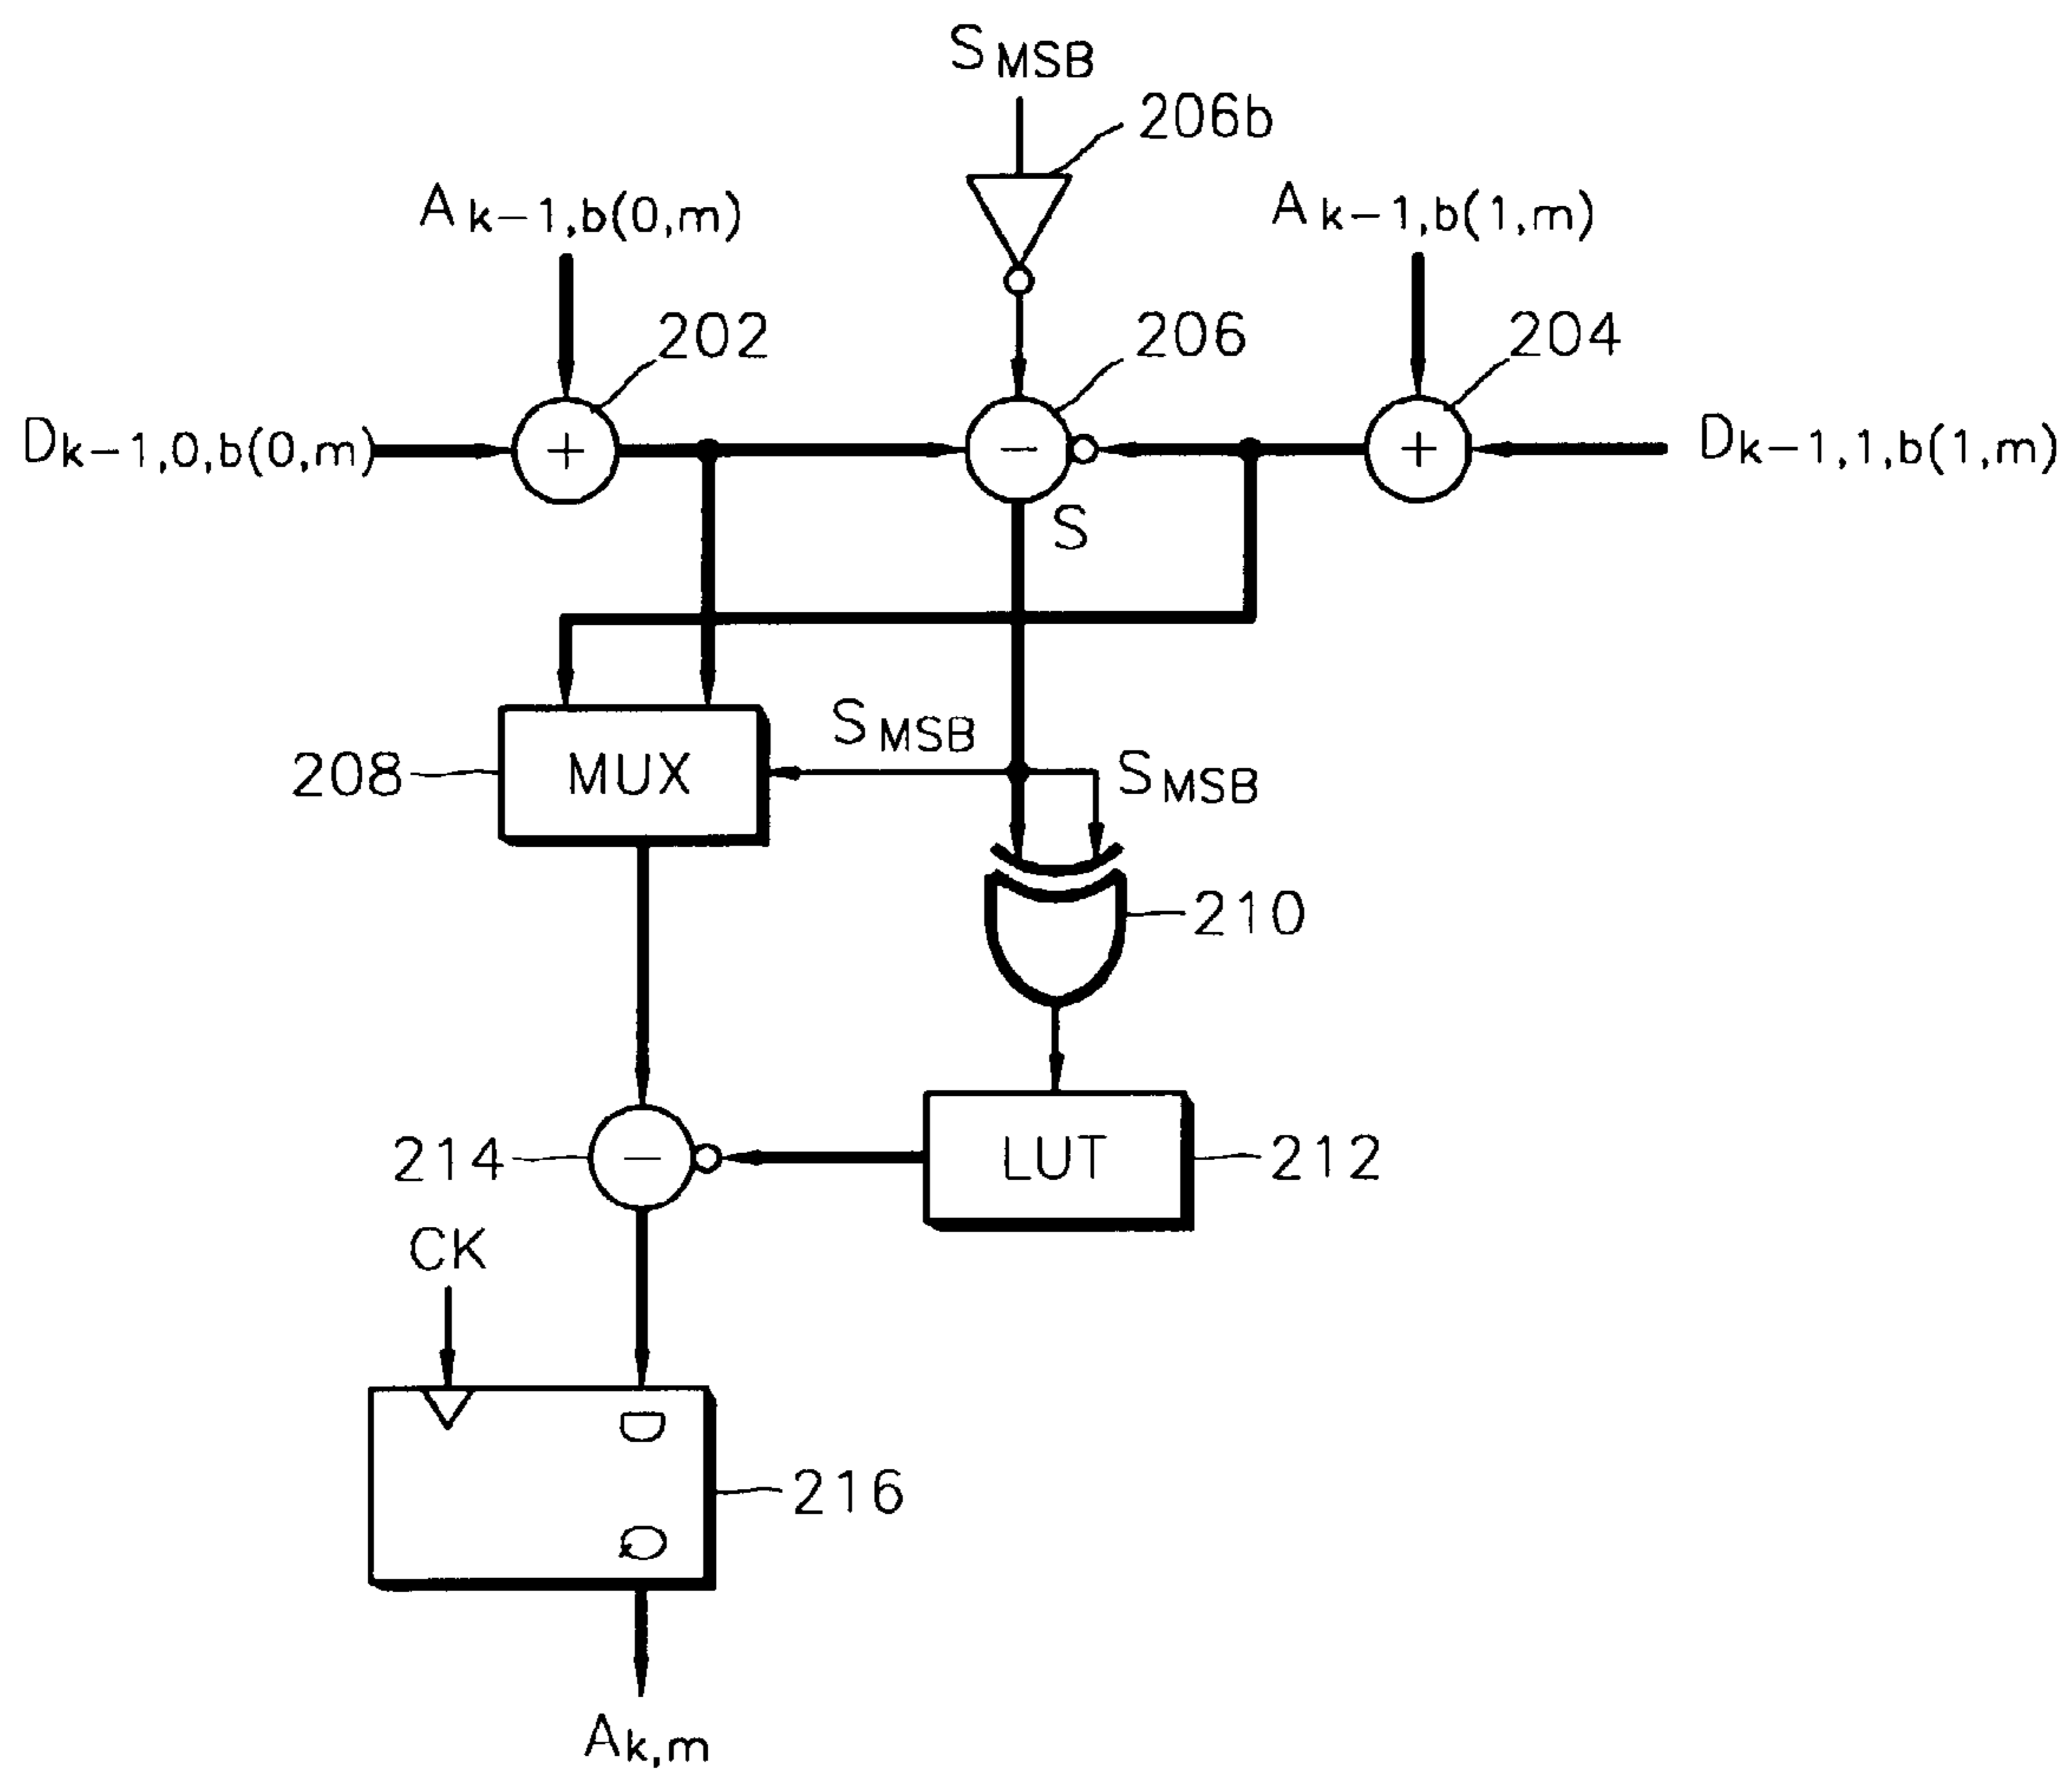 SMSB
206b
Ak-1,b(0,m)
Ak-1,b(1,m)
202
206
204
Dk-1,0,b(0,m)
+
-
+
Dk-1,1,b(1,m)
S
SMSB
SMSB
208
MUX
210
214
-
LUT
212
CK
D
216
Q
Ak,m